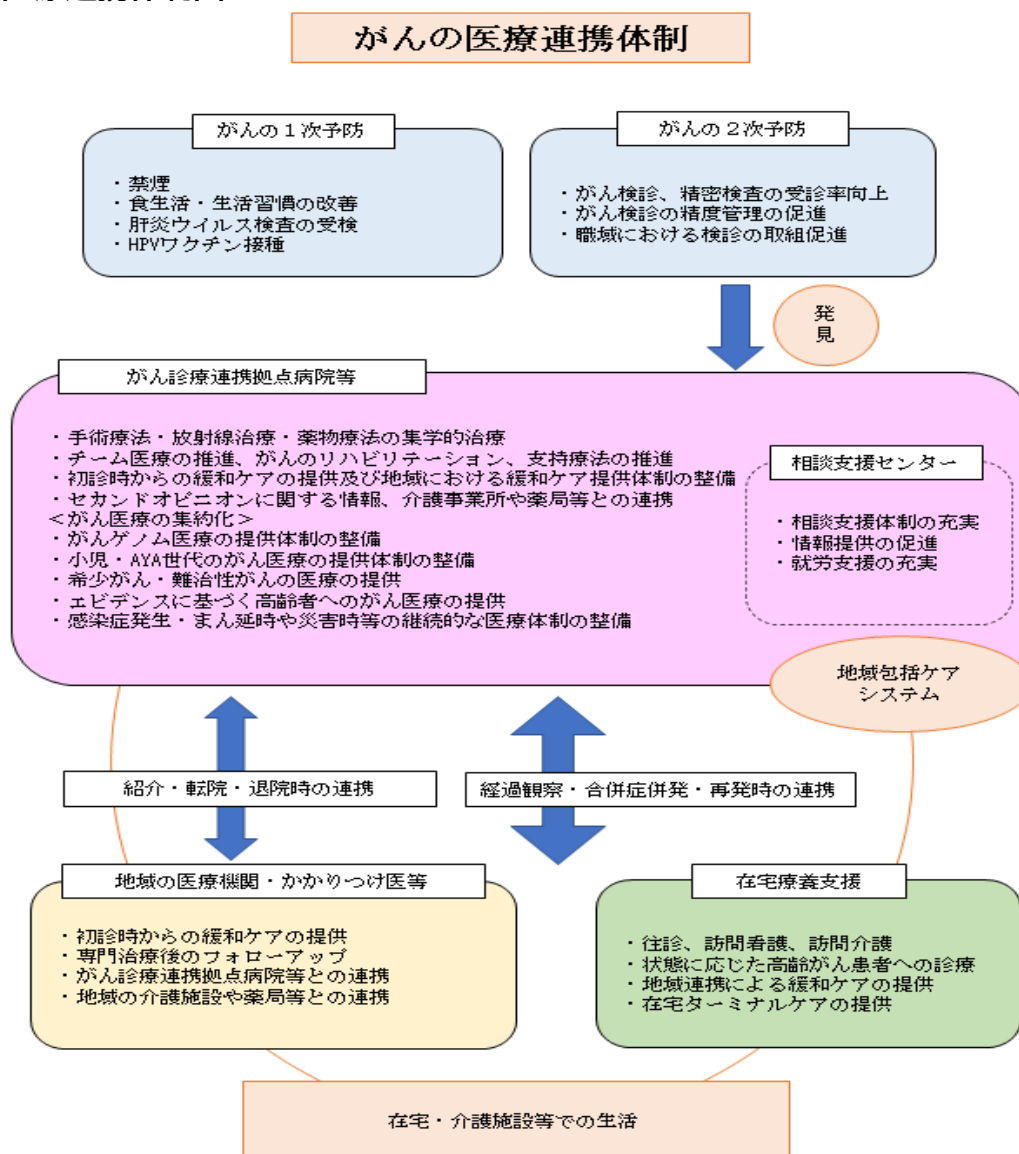 がんの医療連携体制
がんの１次予防
・禁煙
・食生活・生活習慣の改善
・肝炎ウイルス検査の受検
・HPVワクチン接種
がんの２次予防
・がん検診、精密検査の受診率向上
・がん検診の精度管理の促進
・職域における検診の取組促進
発
見
がん診療連携拠点病院等
・手術療法・放射線治療・薬物療法の集学的治療
・チーム医療の推進、がんのリハビリテーション、支持療法の推進
・初診時からの緩和ケアの提供及び地域における緩和ケア提供体制の整備
・セカンドオピニオンに関する情報、介護事業所や薬局等との連携
＜がん医療の集約化＞
・がんゲノム医療の提供体制の整備
・小児・AYA世代のがん医療の提供体制の整備
・希少がん・難治性がんの医療の提供
・エビデンスに基づく高齢者へのがん医療の提供
・感染症発生・まん延時や災害時等の継続的な医療体制の整備
相談支援センター
・相談支援体制の充実
・情報提供の促進
・就労支援の充実
地域包括ケア
システム
紹介・転院・退院時の連携
経過観察・合併症併発・再発時の連携
地域の医療機関・かかりつけ医等
・初診時からの緩和ケアの提供
・専門治療後のフォローアップ
・がん診療連携拠点病院等との連携
・地域の介護施設や薬局等との連携
在宅療養支援
・往診、訪問看護、訪問介護
・状態に応じた高齢がん患者への診療
・地域連携による緩和ケアの提供
・在宅ターミナルケアの提供
在宅・介護施設等での生活